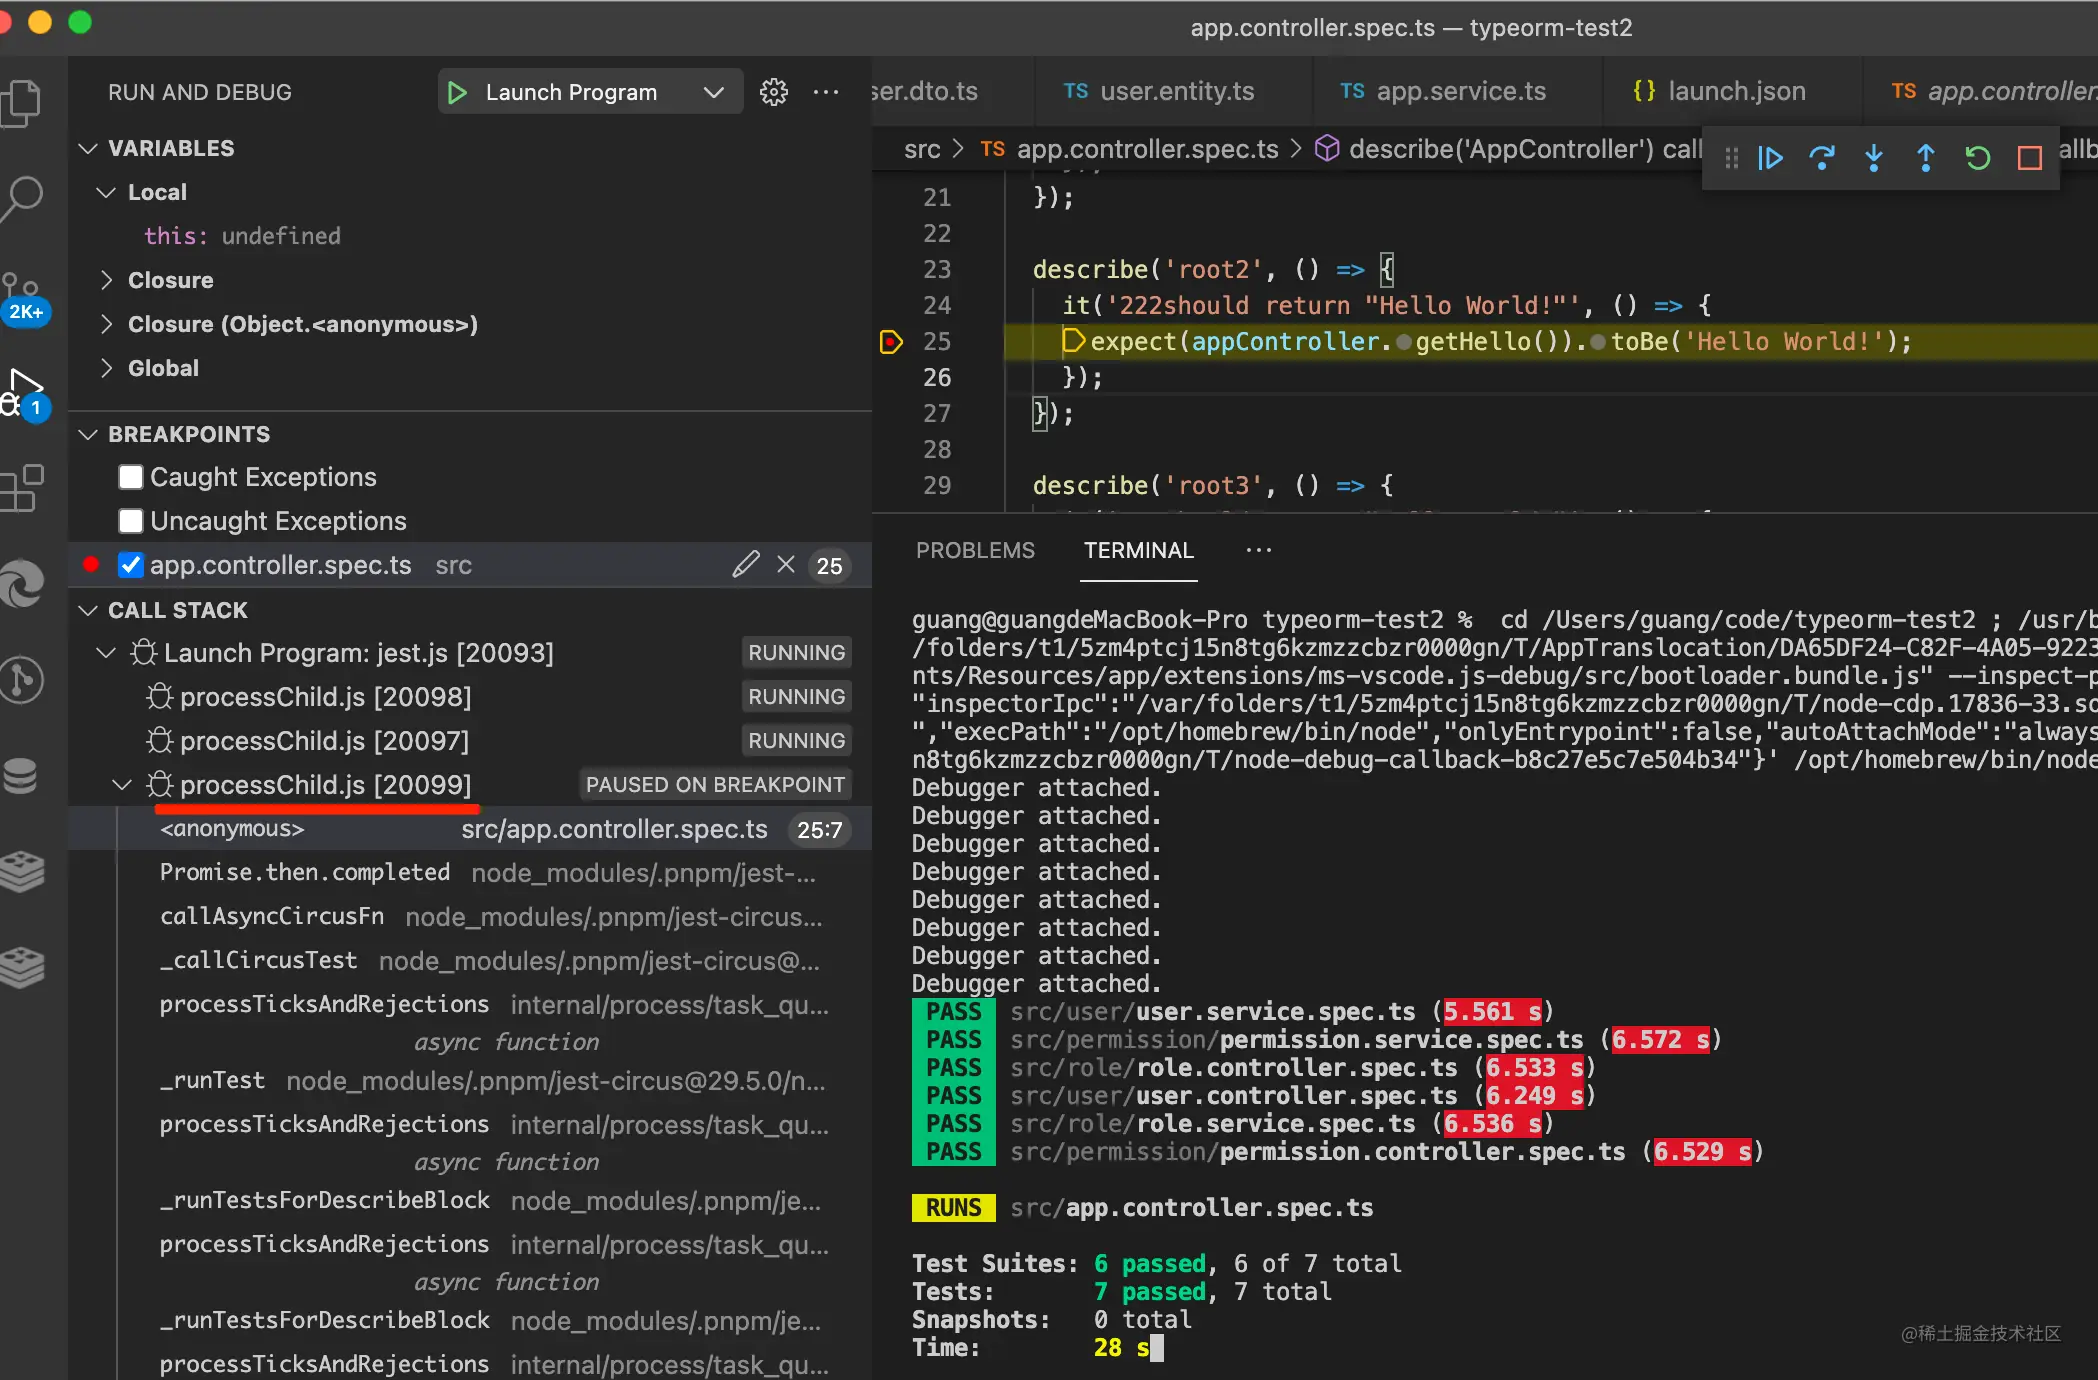 app.controller.spec.ts — typeorm-test2
RUN AND DEBUG
Launch Program
VARIABLES
Local
this: undefined
Closure
Closure (Object.<anonymous>)
Global
2K+
1
BREAKPOINTS
Caught Exceptions
Uncaught Exceptions
app.controller.spec.ts src 25
CALL STACK
Launch Program: jest.js [20093] RUNNING
processChild.js [20098] RUNNING
processChild.js [20097] RUNNING
processChild.js [20099] PAUSED ON BREAKPOINT
<anonymous> src/app.controller.spec.ts 25:7
Promise.then.completed node_modules/.pnpm/jest-...
callAsyncCircusFn node_modules/.pnpm/jest-circus...
_callCircusTest node_modules/.pnpm/jest-circus@...
processTicksAndRejections internal/process/task_qu...
async function
_runTest node_modules/.pnpm/jest-circus@29.5.0/n...
processTicksAndRejections internal/process/task_qu...
async function
_runTestsForDescribeBlock node_modules/.pnpm/je...
processTicksAndRejections internal/process/task_qu...
async function
_runTestsForDescribeBlock node_modules/.pnpm/je...
processTicksAndRejections internal/process/task_qu...
ser.dto.ts TS user.entity.ts TS app.service.ts {} launch.json TS app.controller.
src > TS app.controller.spec.ts > describe('AppController') call allb
21 });
22
23 describe('root2', () => {
24 it('222should return "Hello World!"', () => {
25 expect(appController.getHello()).toBe('Hello World!');
26 });
27 });
28
29 describe('root3', () => {
PROBLEMS TERMINAL ...
guang@guangdeMacBook-Pro typeorm-test2 % cd /Users/guang/code/typeorm-test2 ; /usr/b
/folders/t1/5zm4ptcj15n8tg6kzmzzcbzr0000gn/T/AppTranslocation/DA65DF24-C82F-4A05-9223
nts/Resources/app/extensions/ms-vscode.js-debug/src/bootloader.bundle.js" --inspect-p
"inspectorIpc":"/var/folders/t1/5zm4ptcj15n8tg6kzmzzcbzr0000gn/T/node-cdp.17836-33.so
","execPath":"/opt/homebrew/bin/node","onlyEntrypoint":false,"autoAttachMode":"always
n8tg6kzmzzcbzr0000gn/T/node-debug-callback-b8c27e5c7e504b34"}' /opt/homebrew/bin/node
Debugger attached.
Debugger attached.
Debugger attached.
Debugger attached.
Debugger attached.
Debugger attached.
Debugger attached.
Debugger attached.
PASS src/user/user.service.spec.ts (5.561 s)
PASS src/permission/permission.service.spec.ts (6.572 s)
PASS src/role/role.controller.spec.ts (6.533 s)
PASS src/user/user.controller.spec.ts (6.249 s)
PASS src/role/role.service.spec.ts (6.536 s)
PASS src/permission/permission.controller.spec.ts (6.529 s)
RUNS src/app.controller.spec.ts
Test Suites: 6 passed, 6 of 7 total
Tests: 7 passed, 7 total
Snapshots: 0 total
Time: 28 s
@稀土掘金技术社区